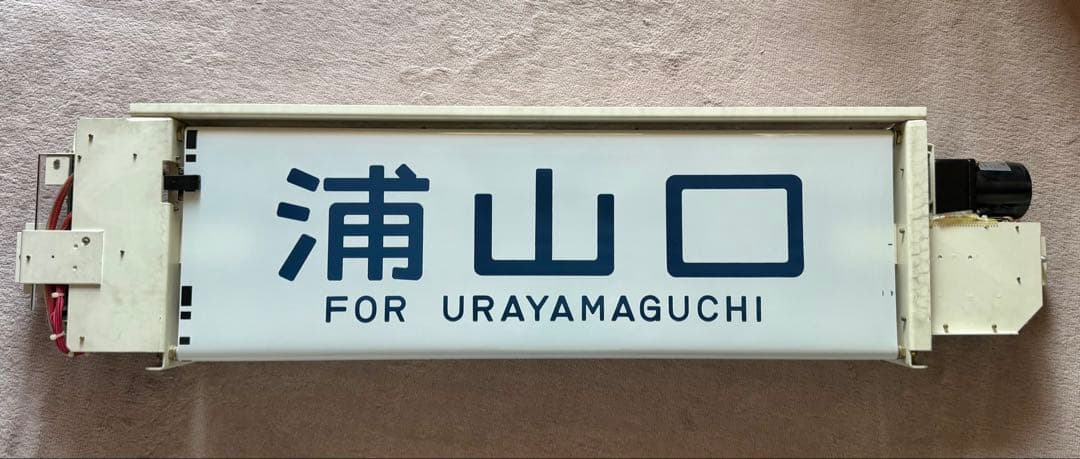 浦山口
FOR URAYAMAGUCHI